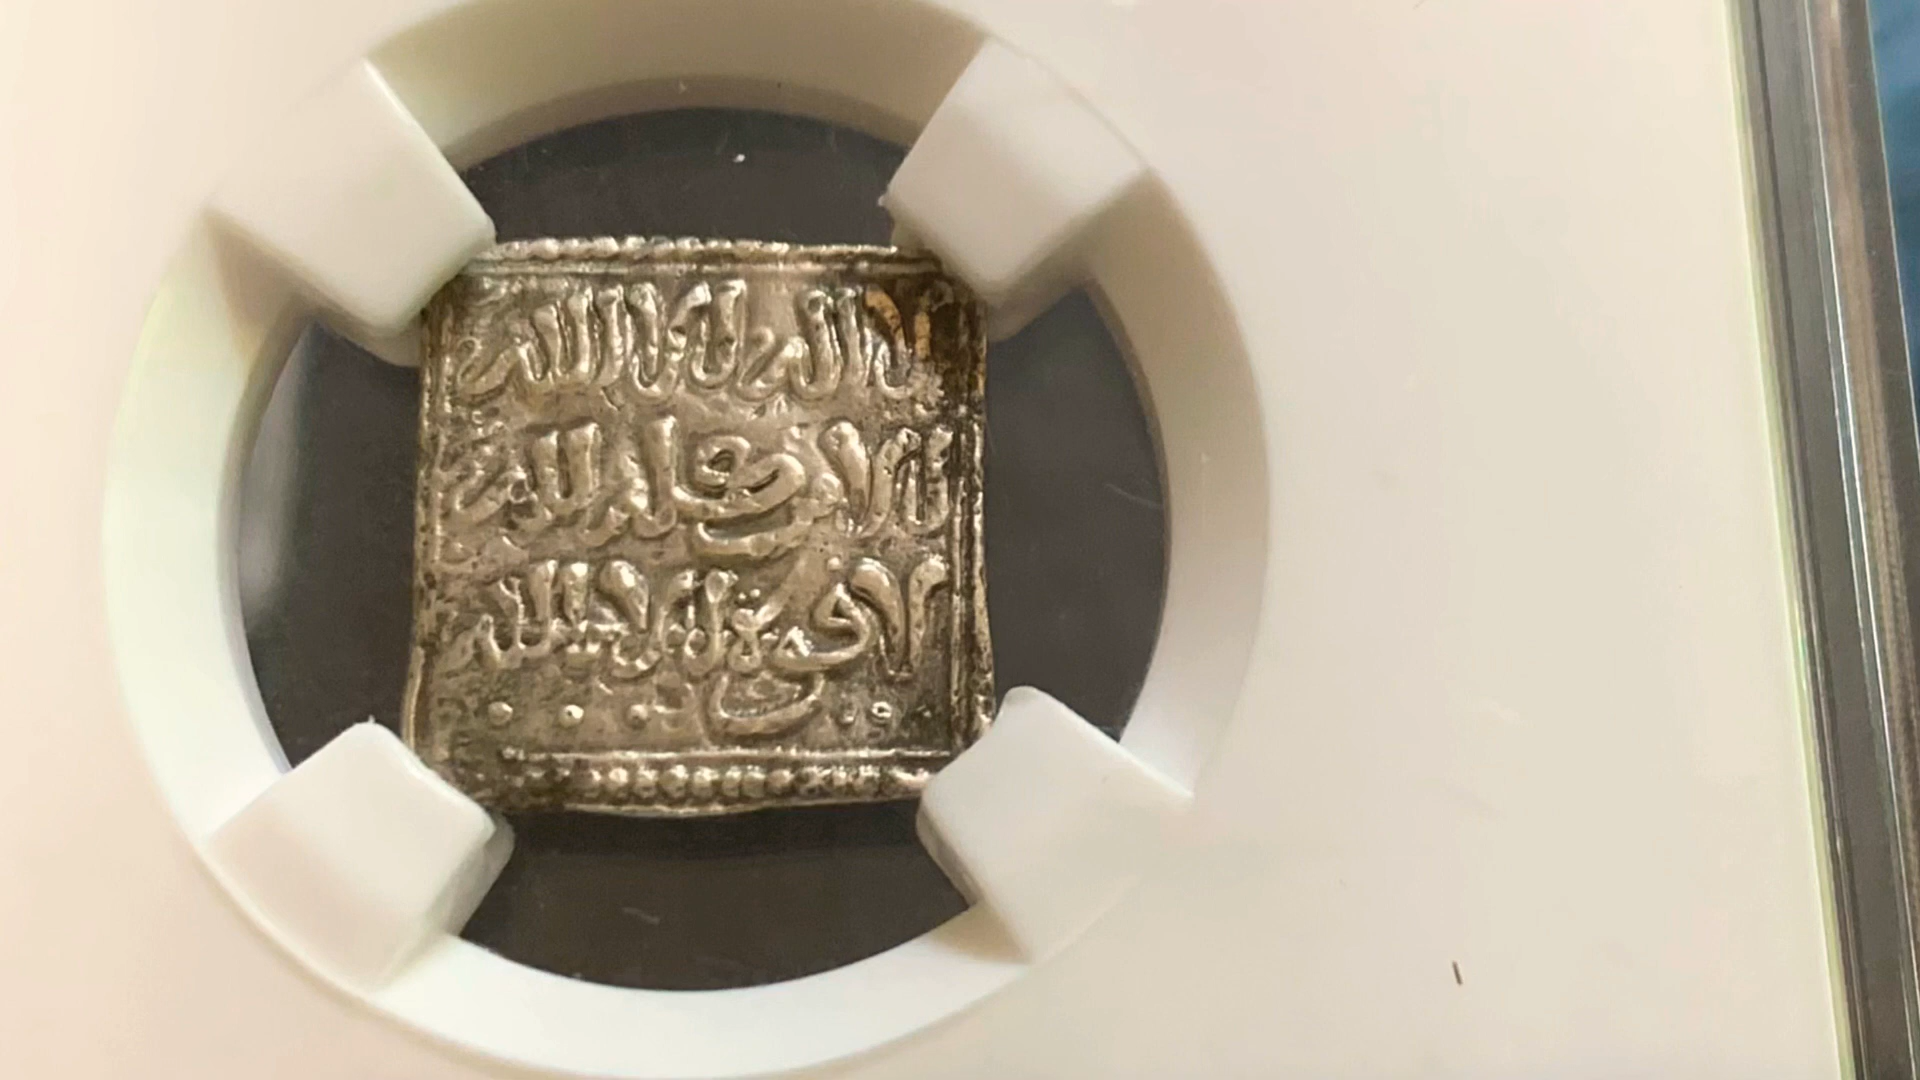 لا اله الا الله
الامر كله لله
لا قوة الا بالله